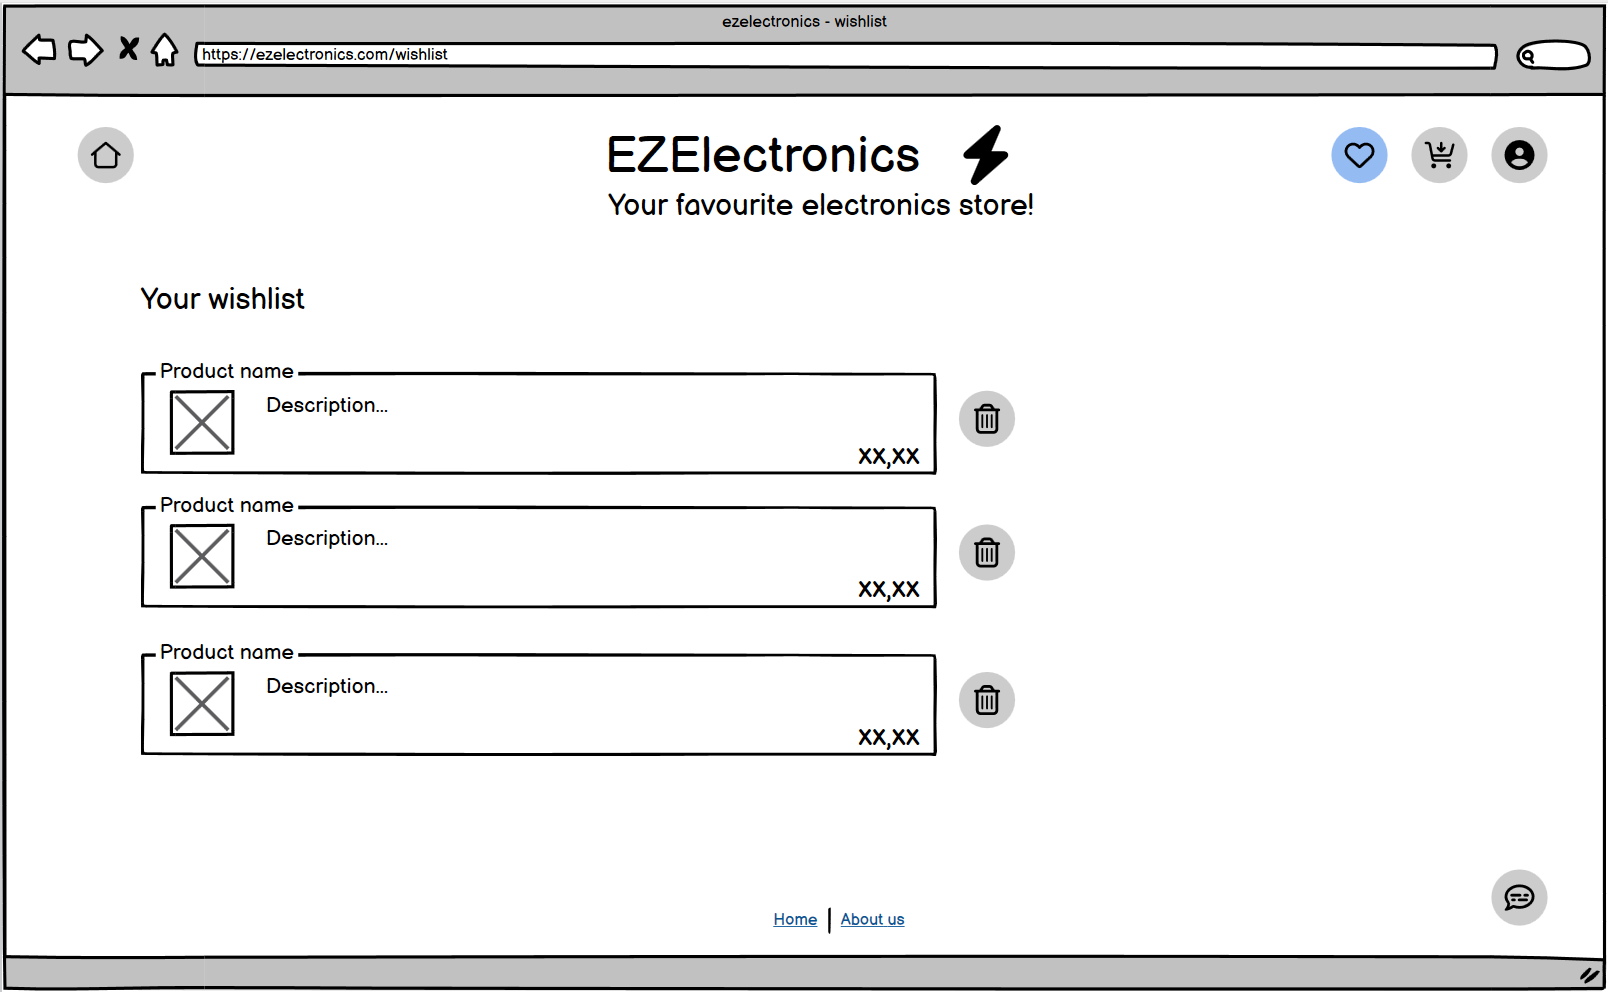 ezelectronics - wishlist
https://ezelectronics.com/wishlist
EZElectronics
Your favourite electronics store!
Your wishlist
Product name
Description...
XX,XX
Product name
Description...
XX,XX
Product name
Description...
XX,XX
Home | About us